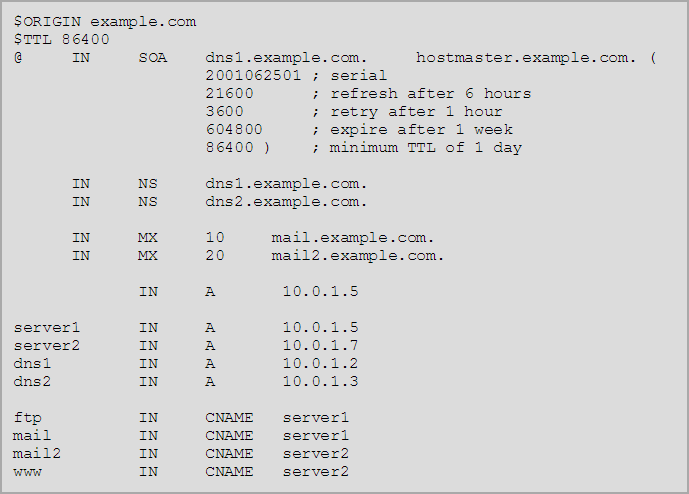 $ORIGIN example.com
$TTL 86400
@ IN SOA dns1.example.com. hostmaster.example.com. (
2001062501 ; serial
21600 ; refresh after 6 hours
3600 ; retry after 1 hour
604800 ; expire after 1 week
86400 ) ; minimum TTL of 1 day
IN NS dns1.example.com.
IN NS dns2.example.com.
IN MX 10 mail.example.com.
IN MX 20 mail2.example.com.
IN A 10.0.1.5
server1 IN A 10.0.1.5
server2 IN A 10.0.1.7
dns1 IN A 10.0.1.2
dns2 IN A 10.0.1.3
ftp IN CNAME server1
mail IN CNAME server1
mail2 IN CNAME server2
www IN CNAME server2